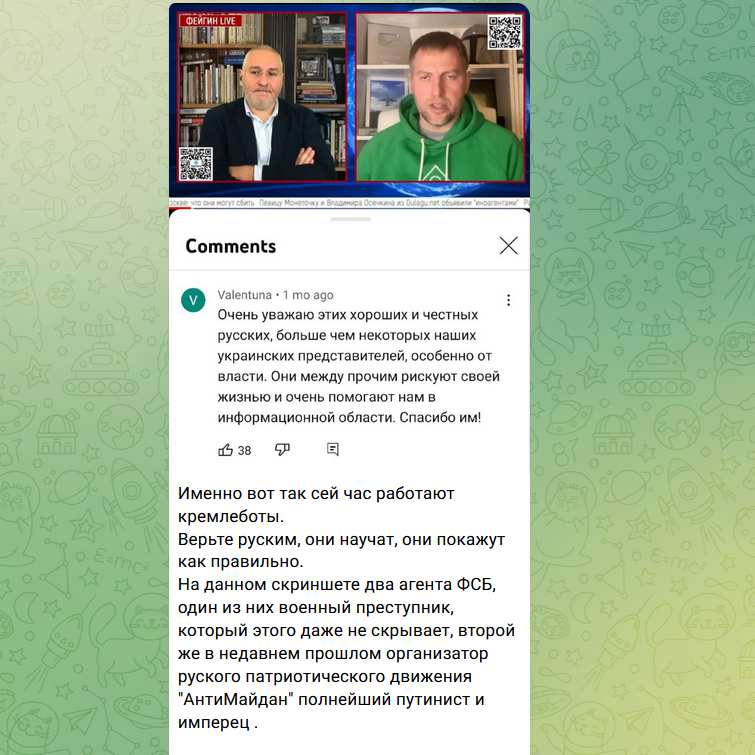 ФЕЙГИН LIVE
оскве: что они могут сбить Певицу Монеточку и Владимира Осечкина из Gulagu.net объявили "иноагентами"
Comments
V
Valentuna • 1 mo ago
Очень уважаю этих хороших и честных
русских, больше чем некоторых наших
украинских представителей, особенно от
власти. Они между прочим рискуют своей
жизнью и очень помогают нам в
информационной области. Спасибо им!
38
Именно вот так сей час работают
кремлеботы.
Верьте руским, они научат, они покажут
как правильно.
На данном скриншете два агента ФСБ,
один из них военный преступник,
который этого даже не скрывает, второй
же в недавнем прошлом организатор
руского патриотического движения
"АнтиМайдан" полнейший путинист и
имперец .